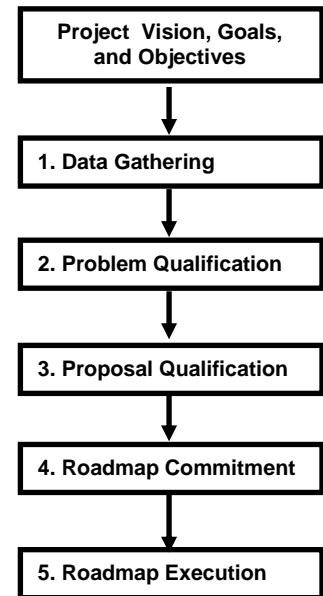 Project Vision, Goals,
and Objectives
1. Data Gathering
2. Problem Qualification
3. Proposal Qualification
4. Roadmap Commitment
5. Roadmap Execution